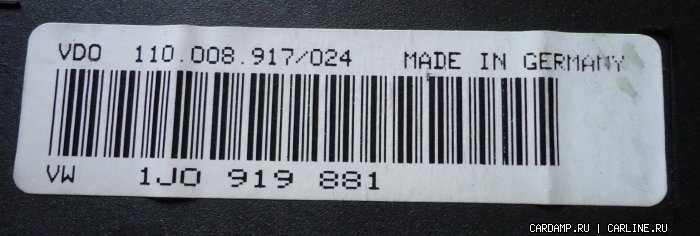 VDO 110.008.917/024 MADE IN GERMANY
VW 1J0 919 881
CARDAMP.RU | CARLINE.RU